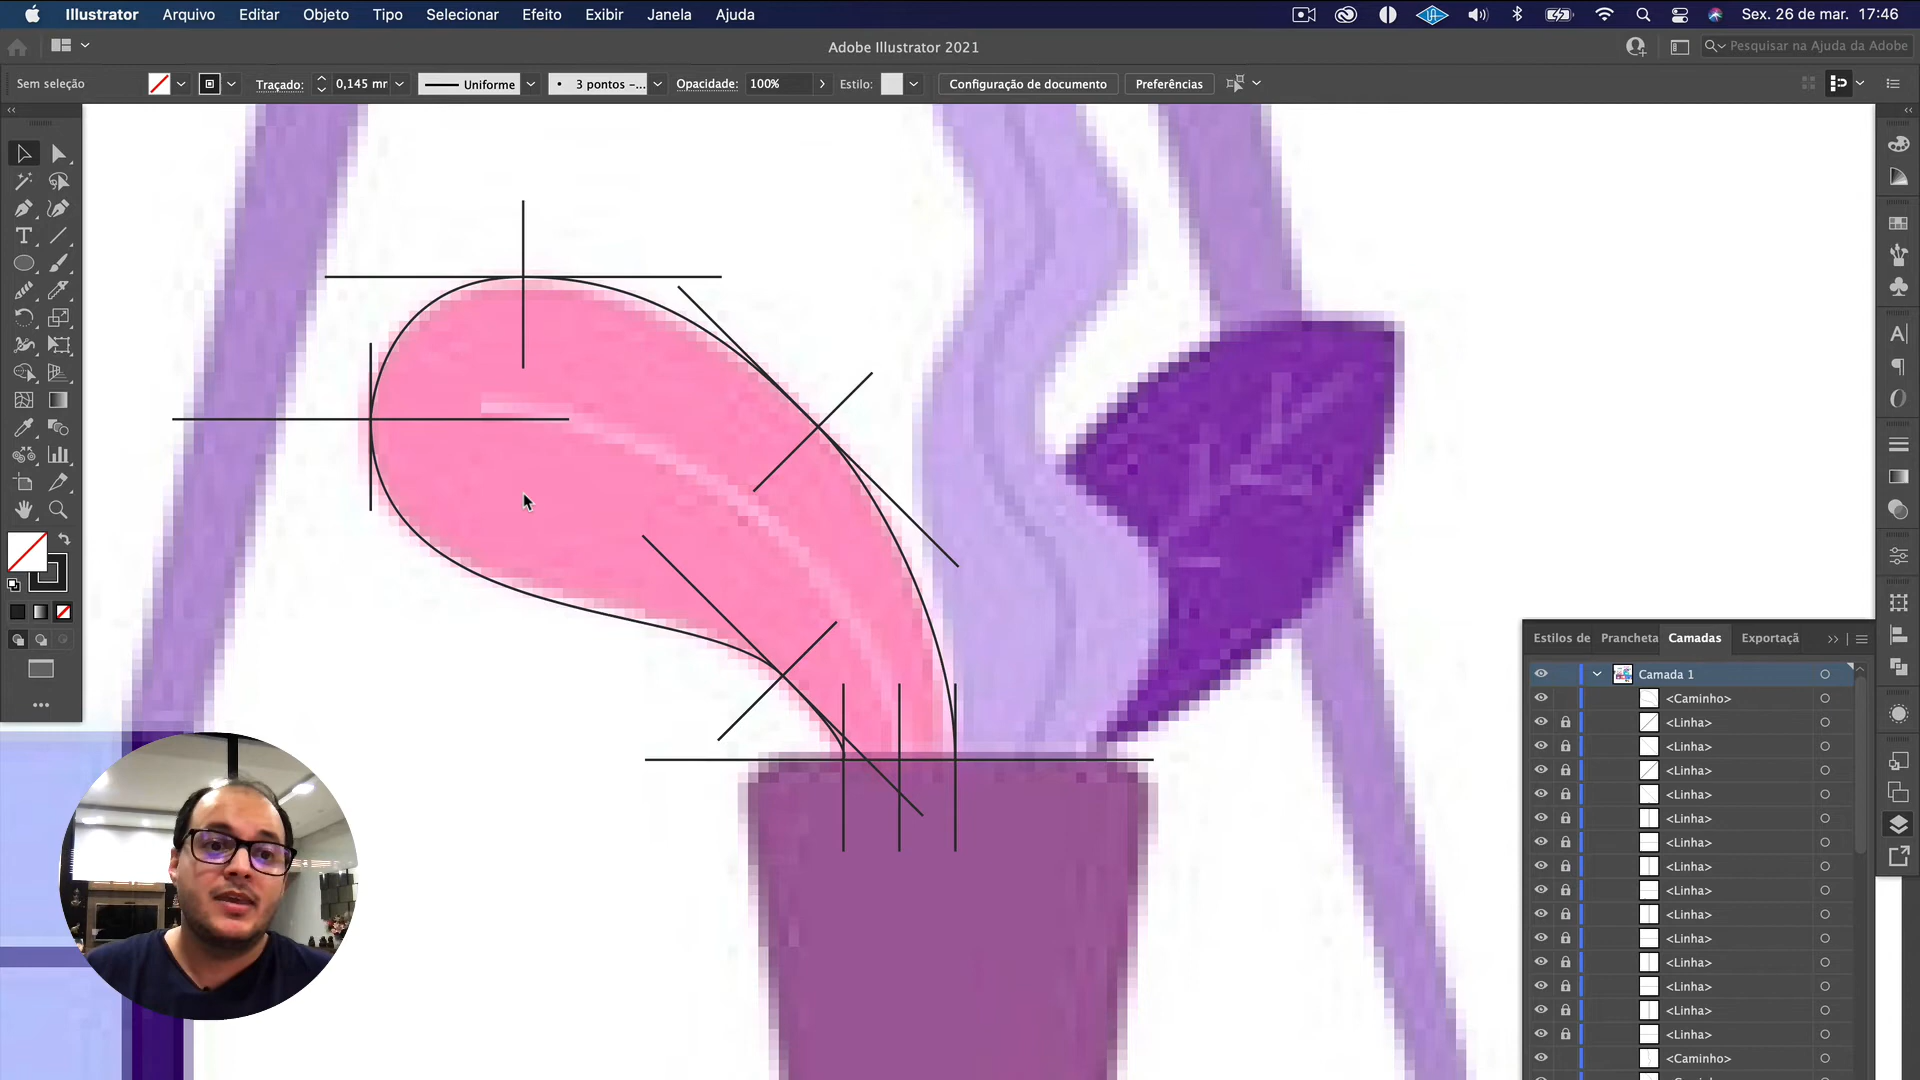 Illustrator Arquivo Editar Objeto Tipo Selecionar Efeito Exibir Janela Ajuda Sex. 26 de mar. 17:46
Adobe Illustrator 2021 Pesquisar na Ajuda da Adobe
Sem seleção Traçado: 0,145 mr Uniforme 3 pontos -... Opacidade: 100% Estilo: Configuração de documento Preferências
Estilos de Prancheta Camadas Exportaçã
Camada 1
<Caminho>
<Linha>
<Linha>
<Linha>
<Linha>
<Linha>
<Linha>
<Linha>
<Linha>
<Linha>
<Linha>
<Linha>
<Linha>
<Linha>
<Linha>
<Caminho>